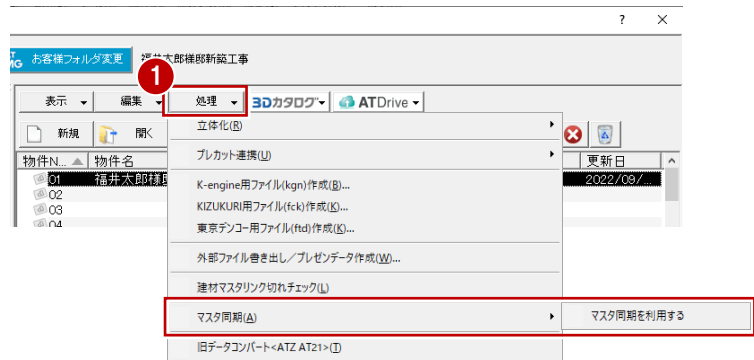 ? ×
お客様フォルダ変更 福井太郎様邸新築工事
1
表示 編集 処理 3Dカタログ ATDrive
新規 開く
物件N... 物件名 更新日
01 福井太郎様邸 2022/09/...
02
03
04
立体化(R)
プレカット連携(U)
K-engine用ファイル(kgn)作成(B)...
KIZUKURI用ファイル(fck)作成(K)...
東京デンコー用ファイル(ftd)作成(K)...
外部ファイル書き出し／プレゼンデータ作成(W)...
建材マスタリンク切れチェック(L)
マスタ同期(A) マスタ同期を利用する
旧データコンバート<ATZ AT21>(T)